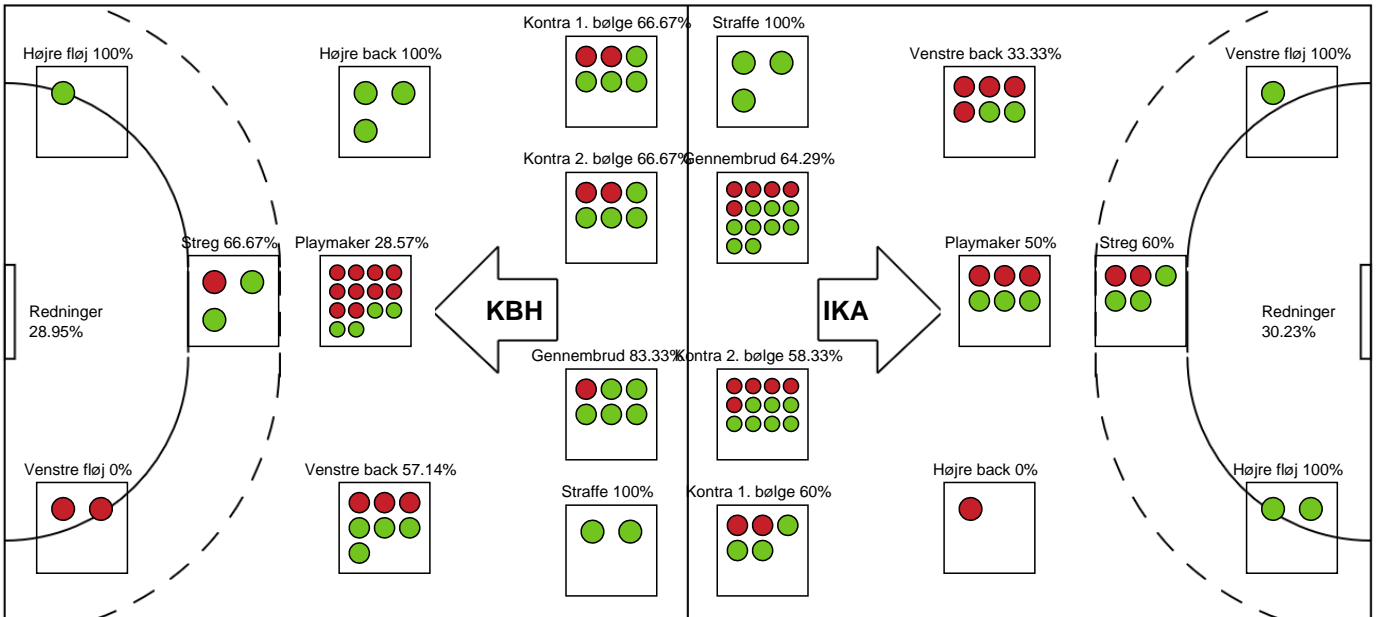 Kontra 1. bølge 66.67%
Straffe 100%
Højre fløj 100%
Højre back 100%
Venstre back 33.33%
Venstre fløj 100%
Kontra 2. bølge 66.67%
Gennembrud 64.29%
Streg 66.67%
Playmaker 28.57%
Playmaker 50%
Streg 60%
Redninger
28.95%
KBH
IKA
Redninger
30.23%
Gennembrud 83.33%
Kontra 2. bølge 58.33%
Venstre fløj 0%
Venstre back 57.14%
Straffe 100%
Kontra 1. bølge 60%
Højre back 0%
Højre fløj 100%